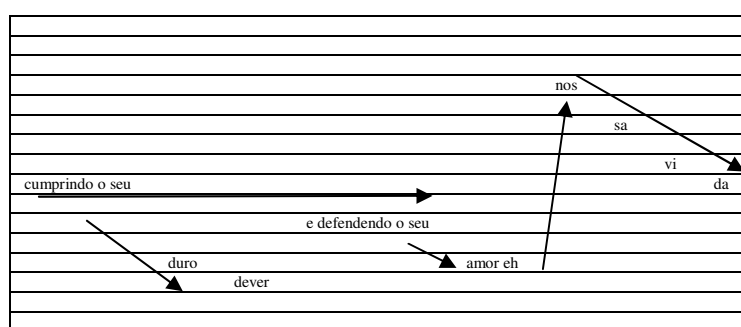 nos
sa
vi
cumprindo o seu
da
e defendendo o seu
duro
amor eh
dever